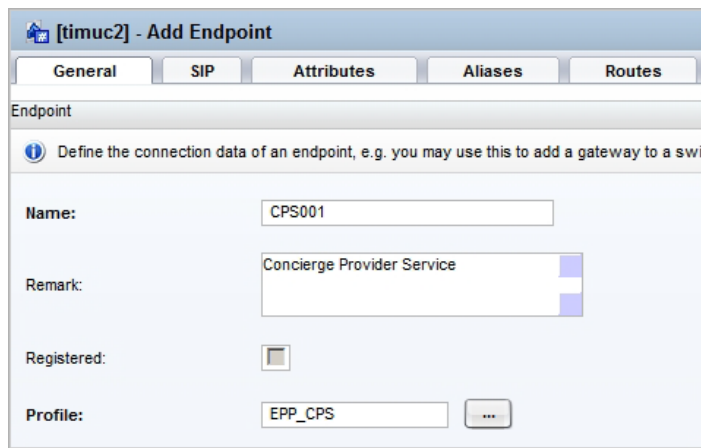 [timuc2] - Add Endpoint
General SIP Attributes Aliases Routes
Endpoint
Define the connection data of an endpoint, e.g. you may use this to add a gateway to a swi
Name: CPS001
Remark: Concierge Provider Service
Registered:
Profile: EPP_CPS ...